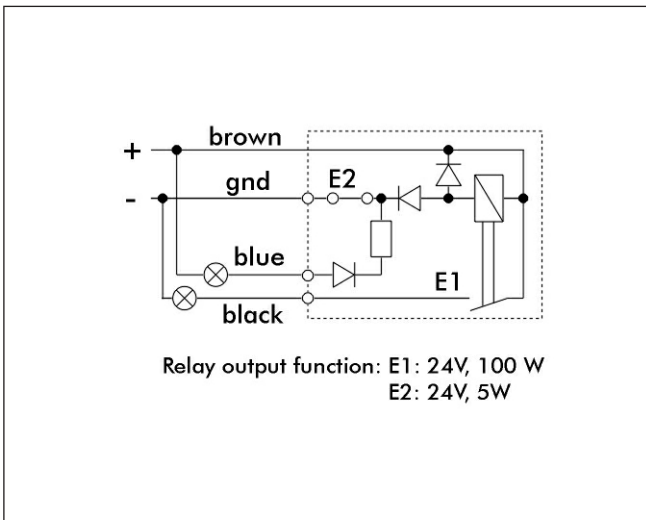 + brown
- gnd E2
blue
E1
black
Relay output function: E1: 24V, 100 W
E2: 24V, 5W